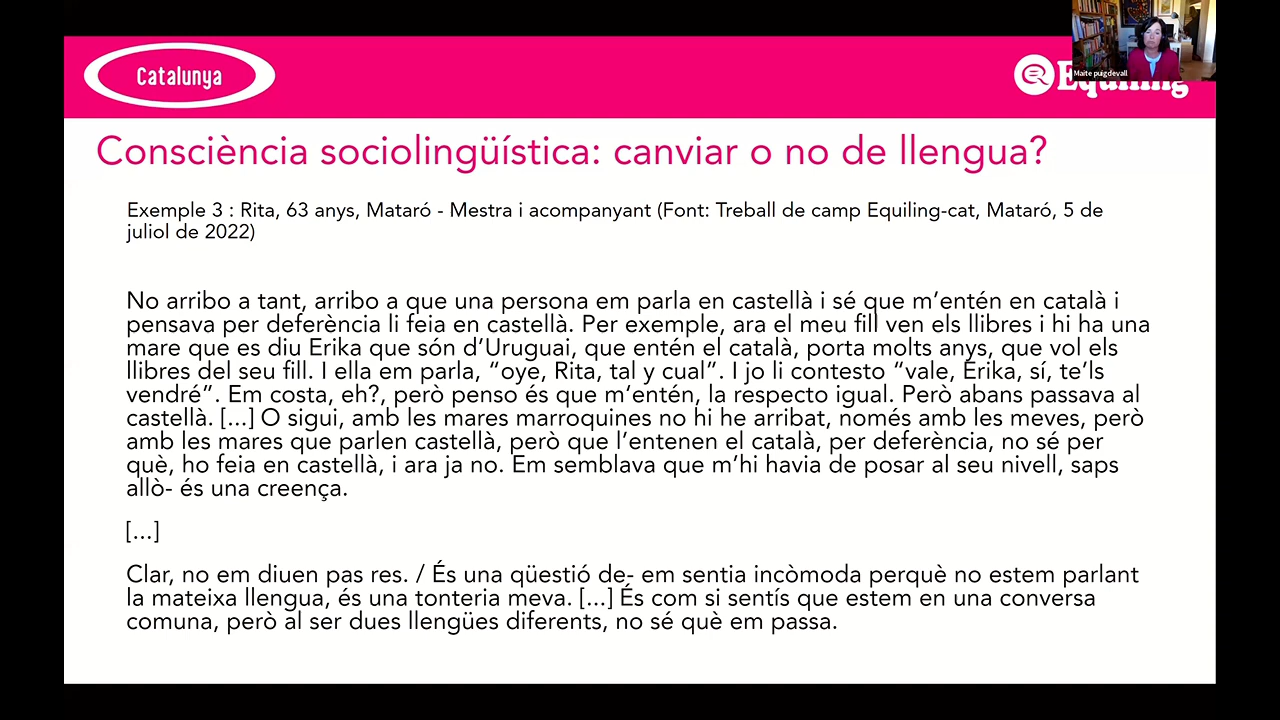 Catalunya
Equiling
Maite puigdevall
Consciència sociolingüística: canviar o no de llengua?
Exemple 3 : Rita, 63 anys, Mataró - Mestra i acompanyant (Font: Treball de camp Equiling-cat, Mataró, 5 de
juliol de 2022)
No arribo a tant, arribo a que una persona em parla en castellà i sé que m’entén en català i
pensava per deferència li feia en castellà. Per exemple, ara el meu fill ven els llibres i hi ha una
mare que es diu Erika que són d’Uruguai, que entén el català, porta molts anys, que vol els
llibres del seu fill. I ella em parla, “oye, Rita, tal y cual”. I jo li contesto “vale, Érika, sí, te’ls
vendré”. Em costa, eh?, però penso és que m’entén, la respecto igual. Però abans passava al
castellà. [...] O sigui, amb les mares marroquines no hi he arribat, només amb les meves, però
amb les mares que parlen castellà, però que l’entenen el català, per deferència, no sé per
què, ho feia en castellà, i ara ja no. Em semblava que m’hi havia de posar al seu nivell, saps
allò- és una creença.
[...]
Clar, no em diuen pas res. / És una qüestió de- em sentia incòmoda perquè no estem parlant
la mateixa llengua, és una tonteria meva. [...] És com si sentís que estem en una conversa
comuna, però al ser dues llengües diferents, no sé què em passa.